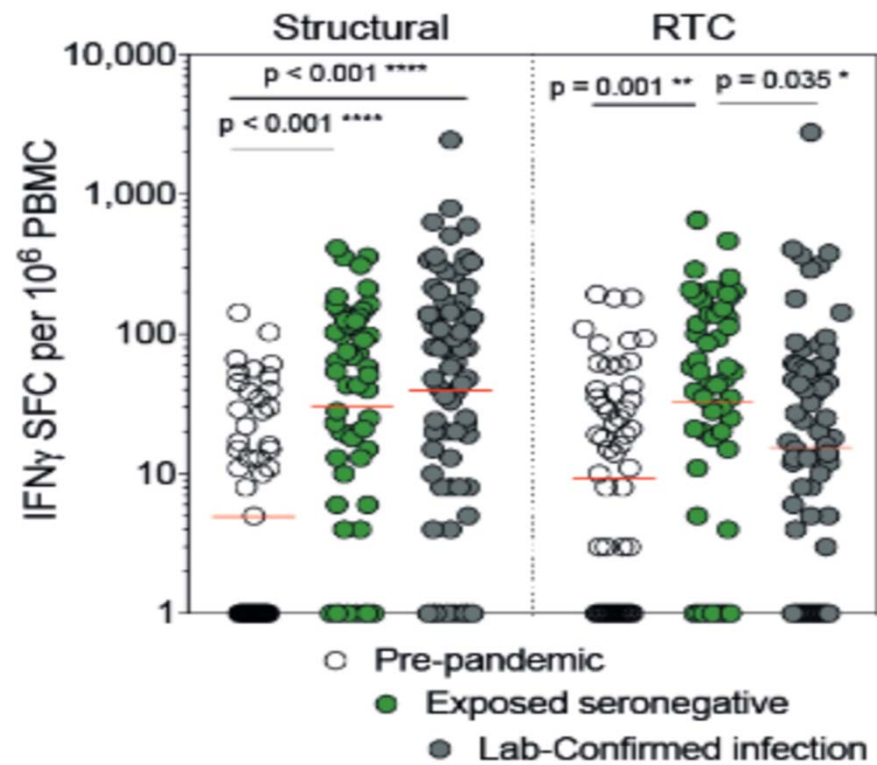 Structural RTC
10,000
p < 0.001 ****
p = 0.001 **
p = 0.035 *
p < 0.001 ****
1,000
100
10
1
IFNγ SFC per 10⁶ PBMC
Pre-pandemic
Exposed seronegative
Lab-Confirmed infection